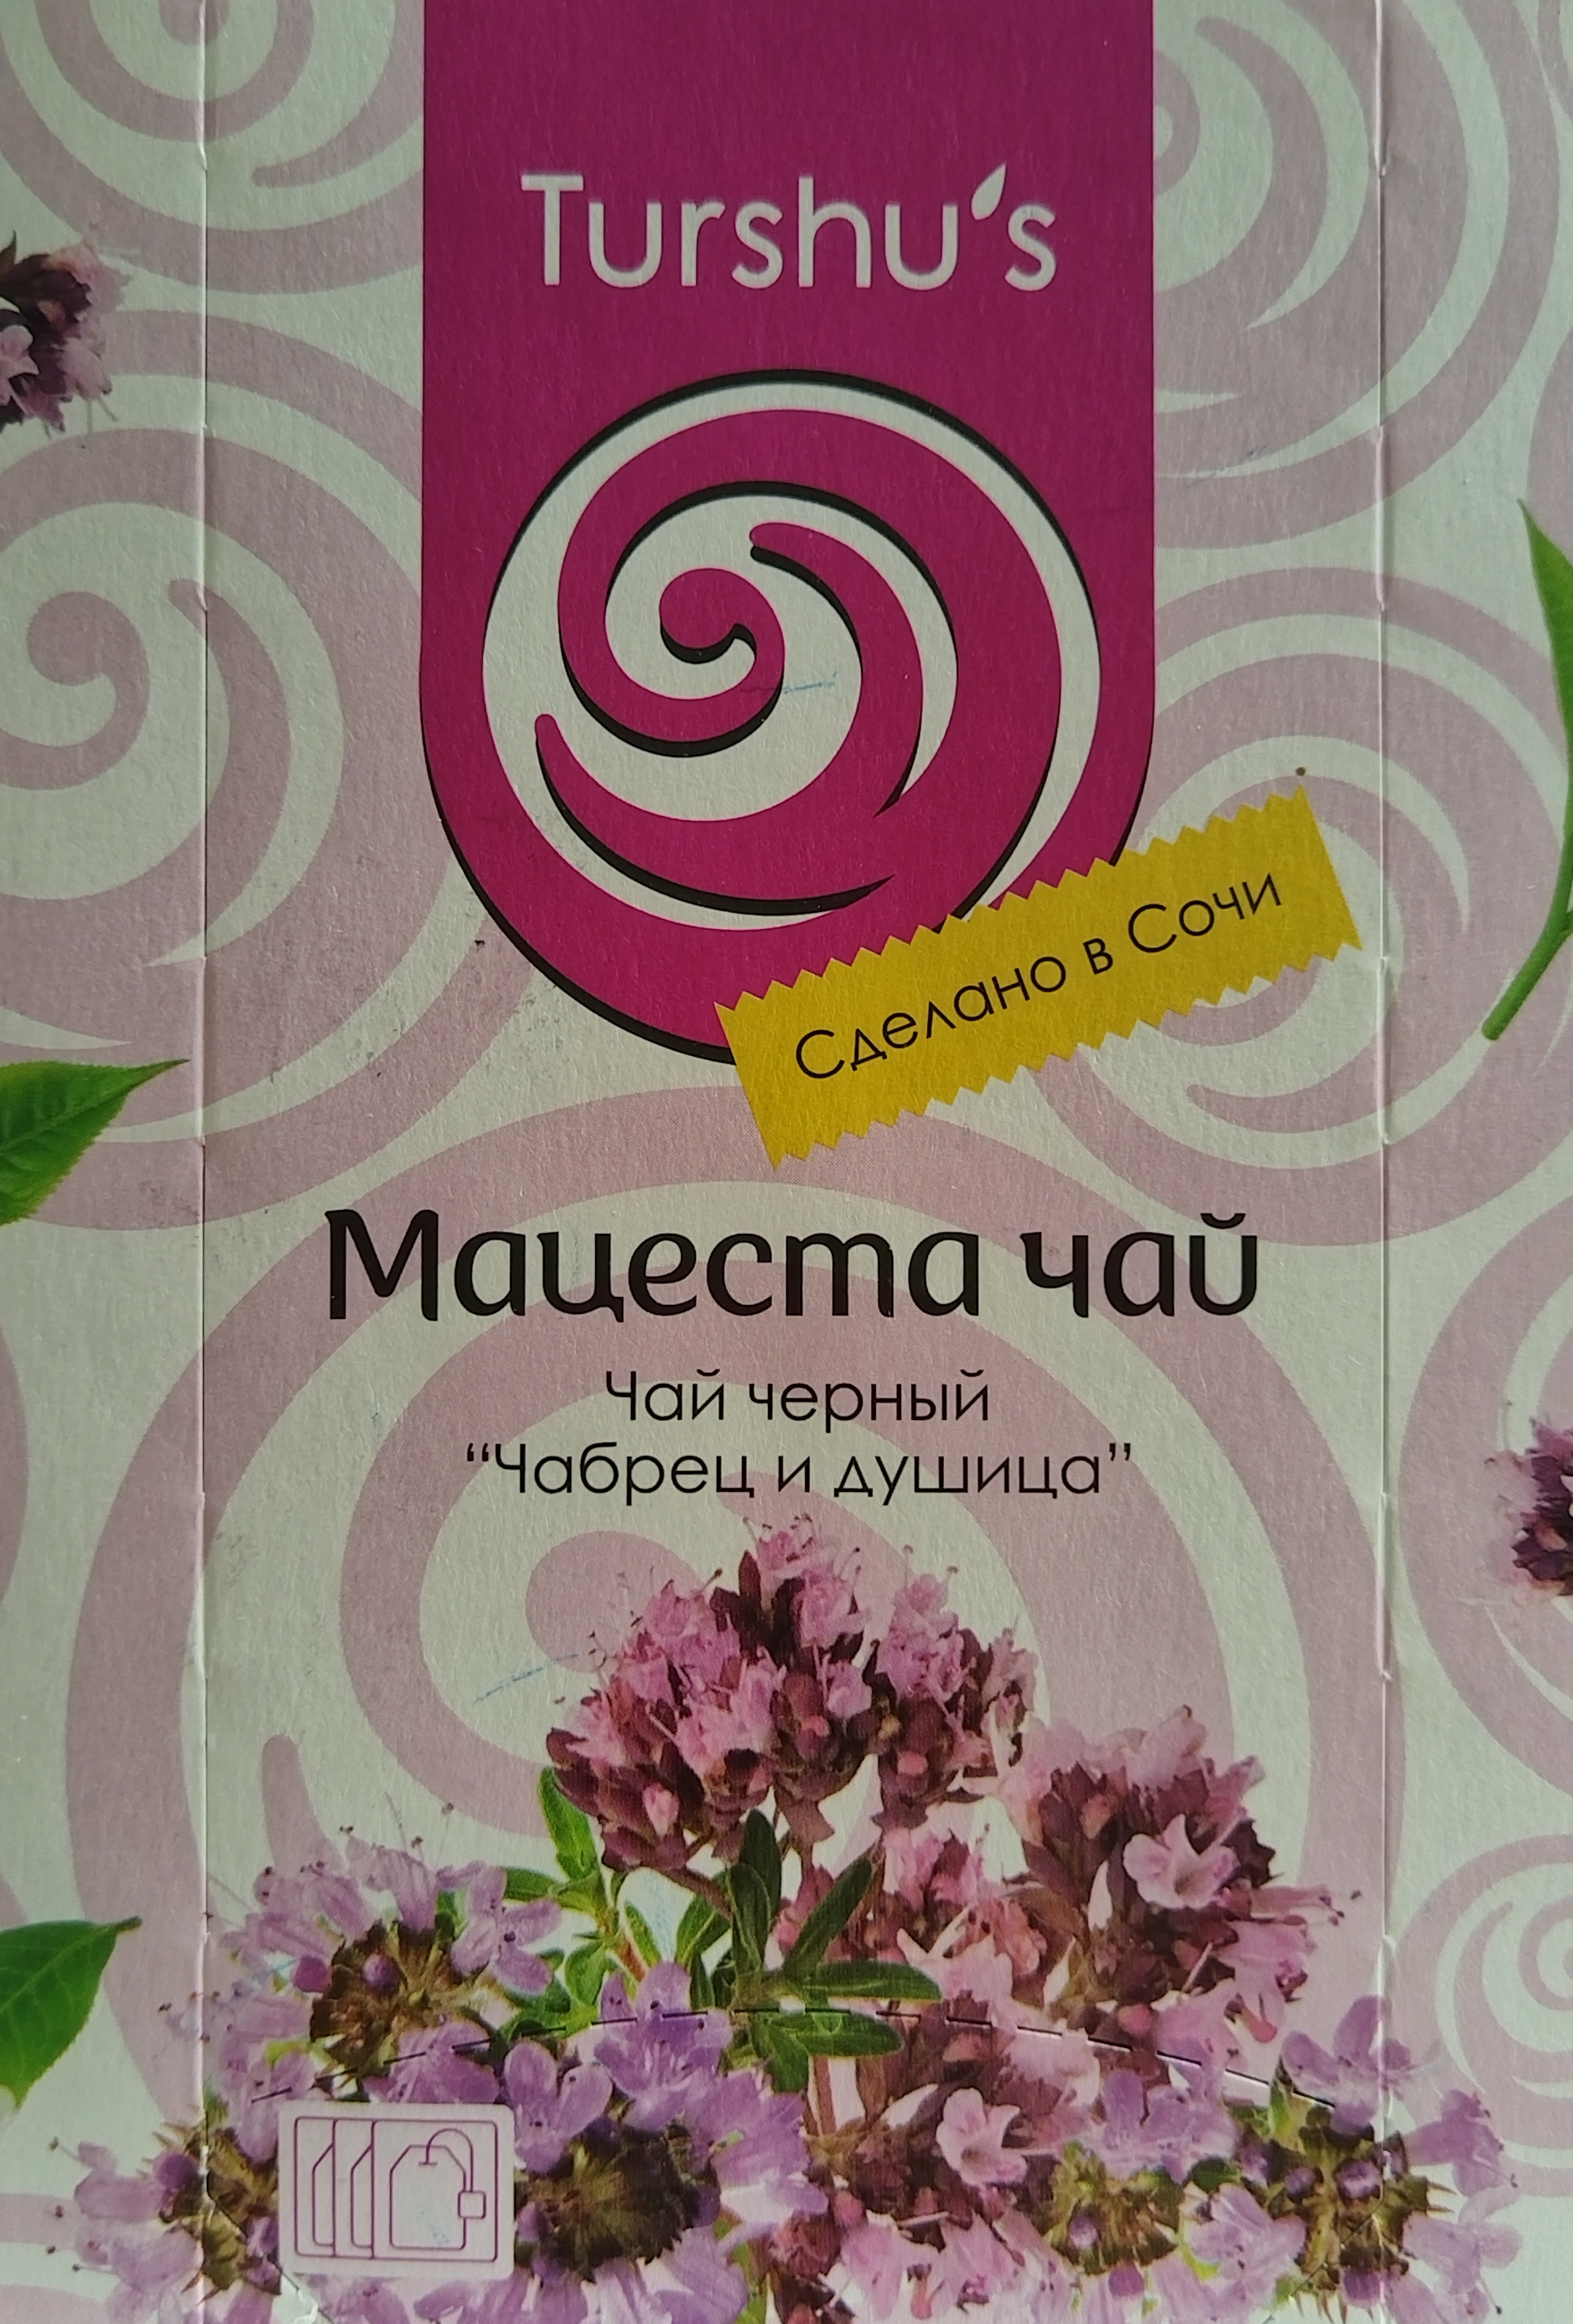 Turshu's
Сделано в Сочи
Мацеста чай
Чай черный
“Чабрец и душица”